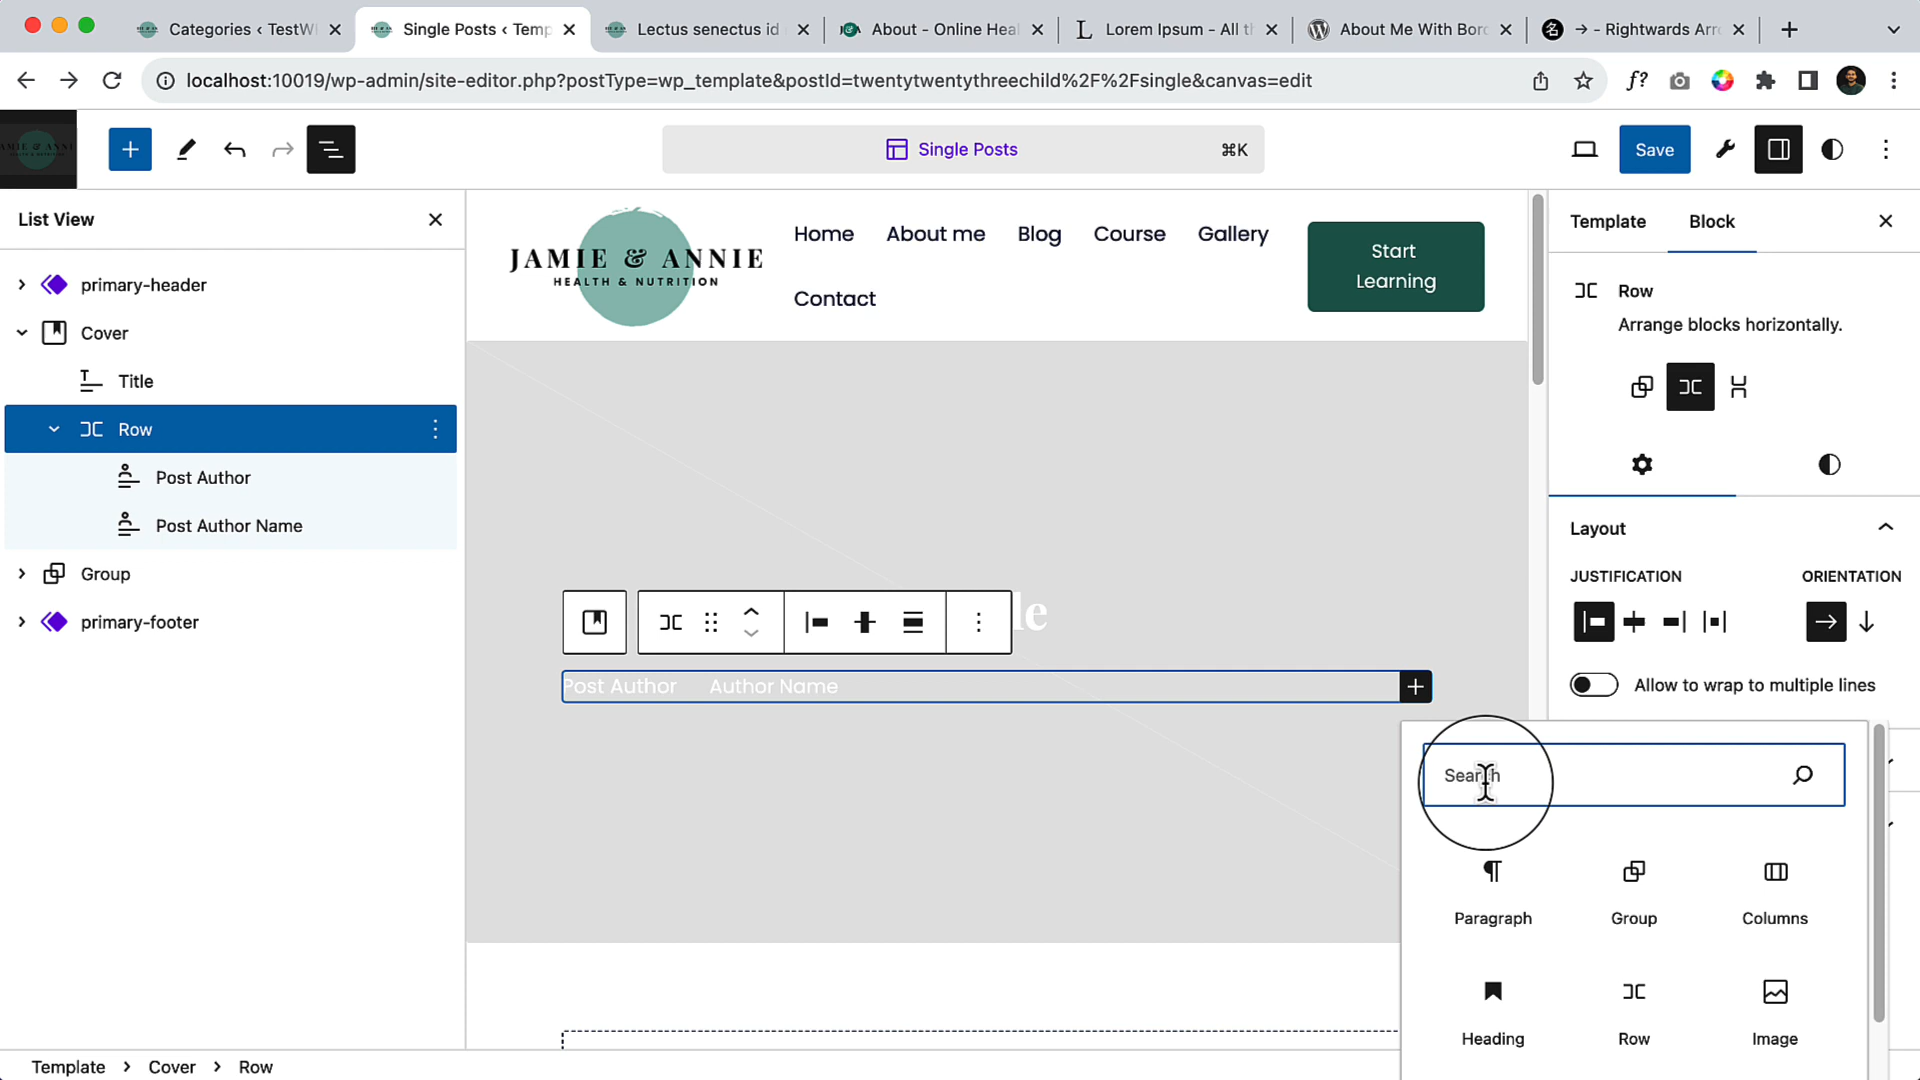 Categories ‹ TestW
Single Posts ‹ Temp
Lectus senectus id
About - Online Heal
Lorem Ipsum - All t
About Me With Bor
→ - Rightwards Arr
localhost:10019/wp-admin/site-editor.php?postType=wp_template&postId=twentytwentythreechild%2F%2Fsingle&canvas=edit
Single Posts
⌘K
Save
List View
primary-header
Cover
Title
Row
Post Author
Post Author Name
Group
primary-footer
JAMIE & ANNIE
HEALTH & NUTRITION
Home
About me
Blog
Course
Gallery
Contact
Start
Learning
le
Post Author
Author Name
Template
Block
Row
Arrange blocks horizontally.
Layout
JUSTIFICATION
ORIENTATION
Allow to wrap to multiple lines
Search
Paragraph
Group
Columns
Heading
Row
Image
Template > Cover > Row